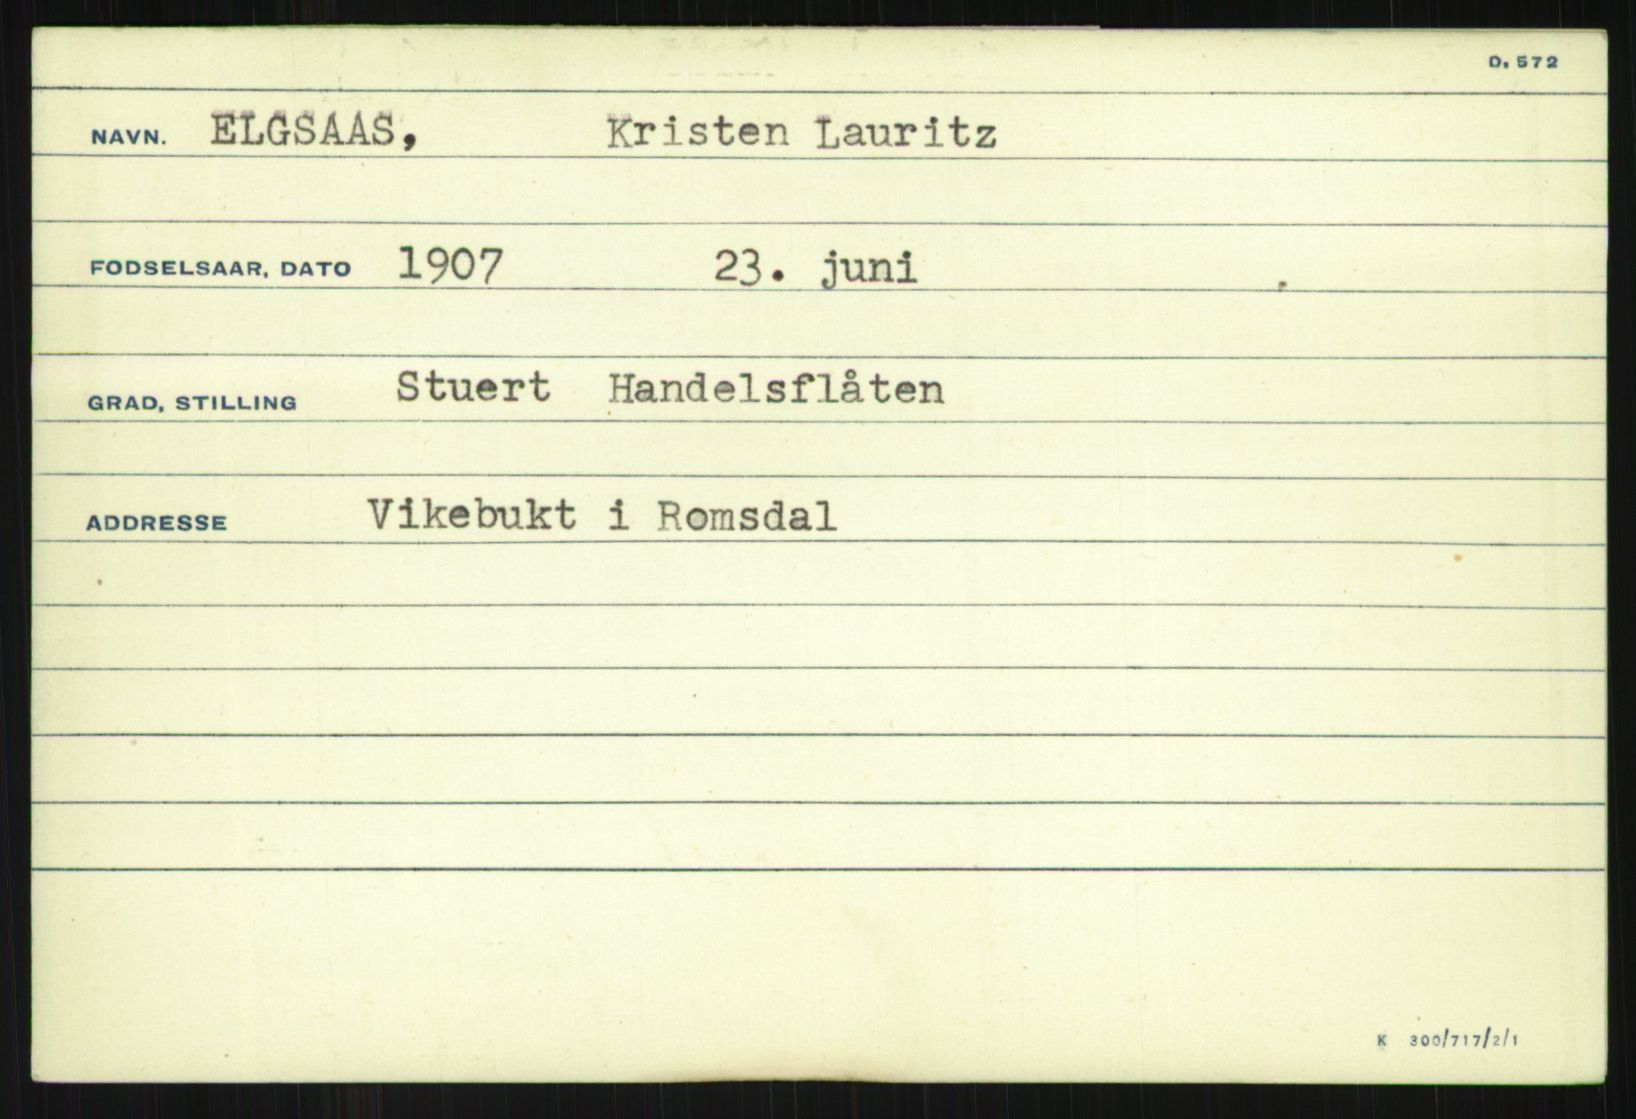 D. 572
NAVN. ELGSAAS, Kristen Lauritz
FODSELSAAR, DATO 1907 23. juni
GRAD, STILLING Stuert Handelsflåten
ADDRESSE Vikebukt i Romsdal
K 300/717/2/1